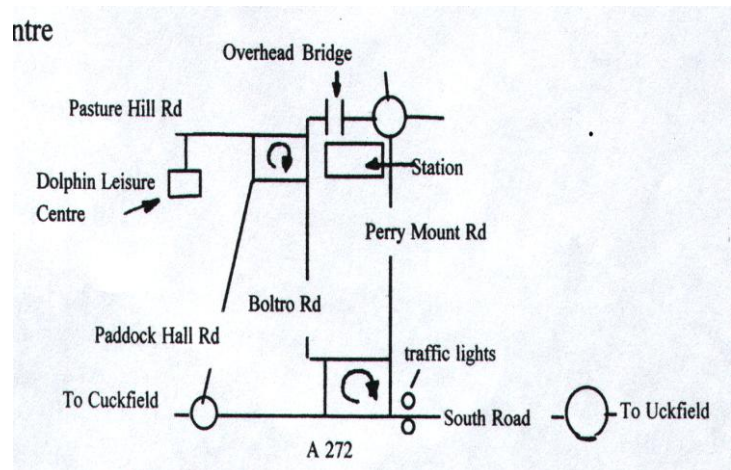 ntre
Overhead Bridge
Pasture Hill Rd
Station
Dolphin Leisure
Centre
Perry Mount Rd
Boltro Rd
Paddock Hall Rd
traffic lights
To Cuckfield
South Road
To Uckfield
A 272